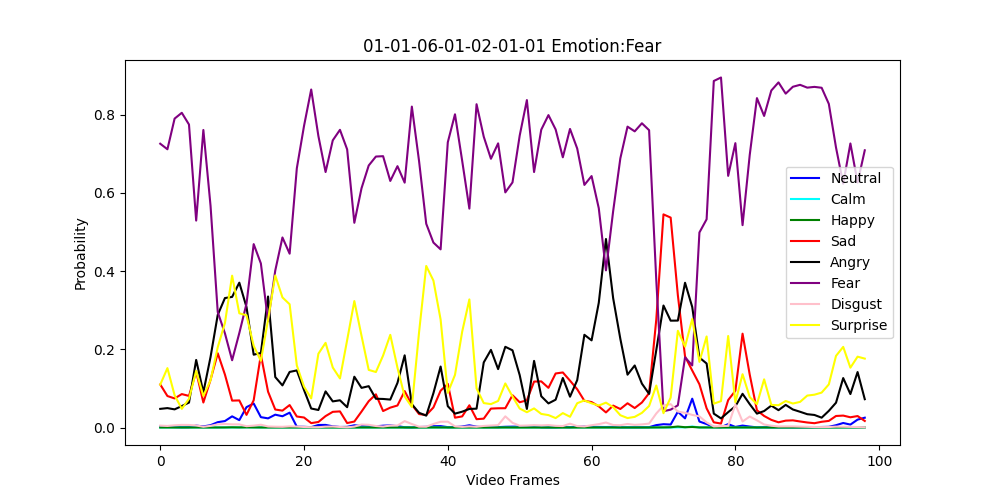 01-01-06-01-02-01-01 Emotion:Fear
Probability
0.8
0.6
0.4
0.2
0.0
0 20 40 60 80 100
Video Frames
Neutral
Calm
Happy
Sad
Angry
Fear
Disgust
Surprise